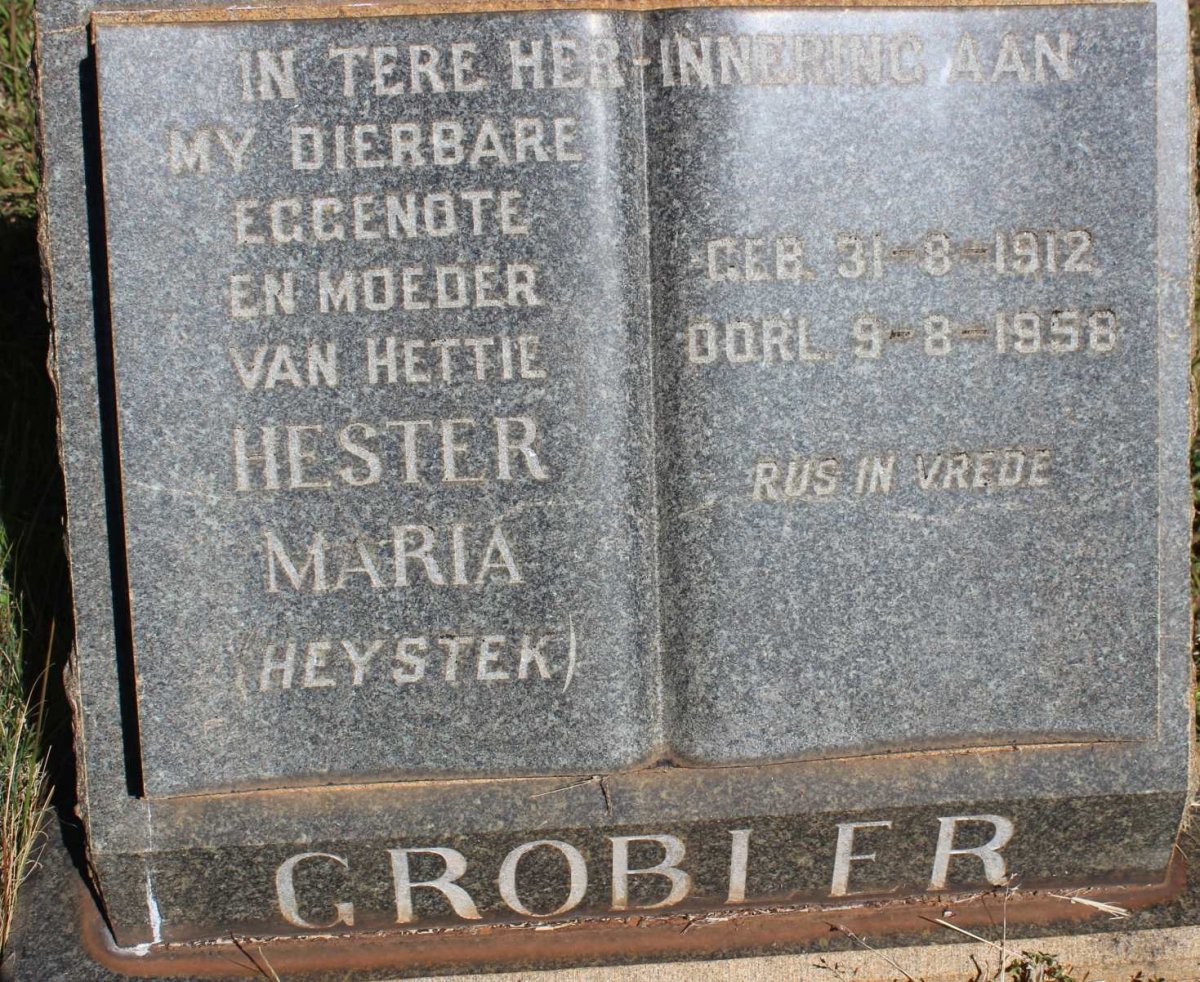 IN TERE HER-INNERING AAN
MY DIERBARE
EGGENOTE
EN MOEDER
VAN HETTIE
HESTER
MARIA
(HEYSTEK)
GEB. 31-8-1912
OORL. 9-8-1958
RUS IN VREDE
GROBLER